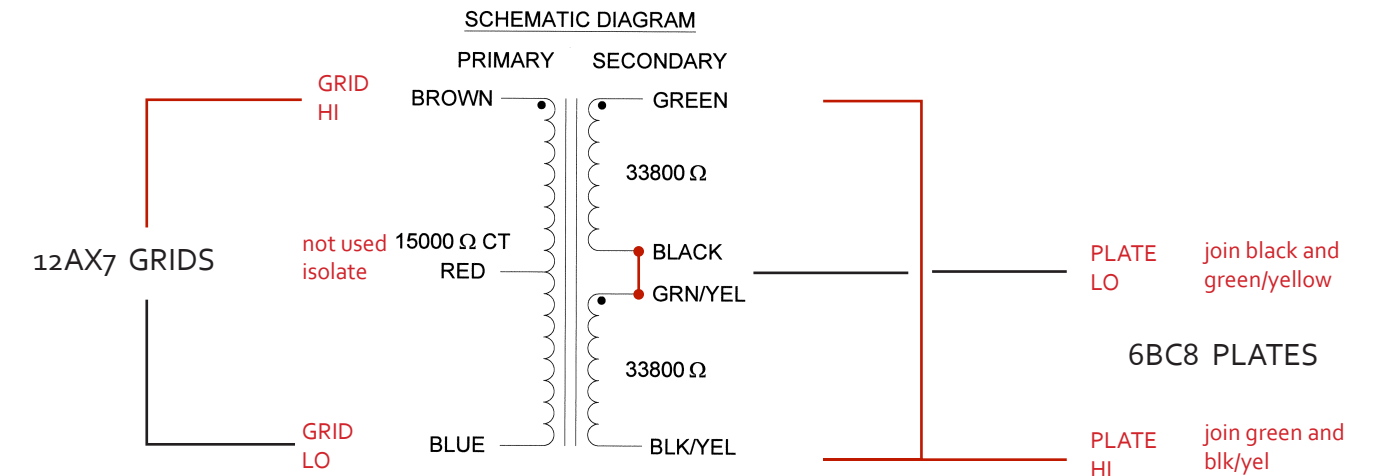 SCHEMATIC DIAGRAM
PRIMARY
SECONDARY
GRID
HI
BROWN
GREEN
33800 Ω
12AX7 GRIDS
not used
isolate
15000 Ω CT
RED
BLACK
GRN/YEL
PLATE
LO
join black and
green/yellow
6BC8 PLATES
33800 Ω
GRID
LO
BLUE
BLK/YEL
PLATE
HI
join green and
blk/yel